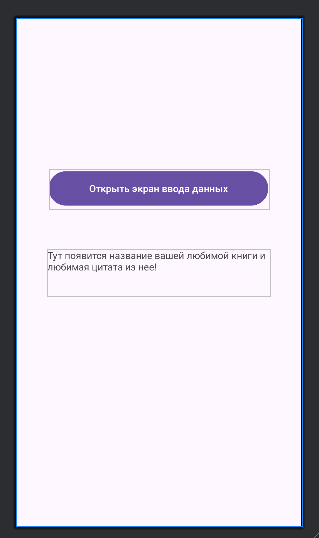 Открыть экран ввода данных
Тут появится название вашей любимой книги и
любимая цитата из нее!